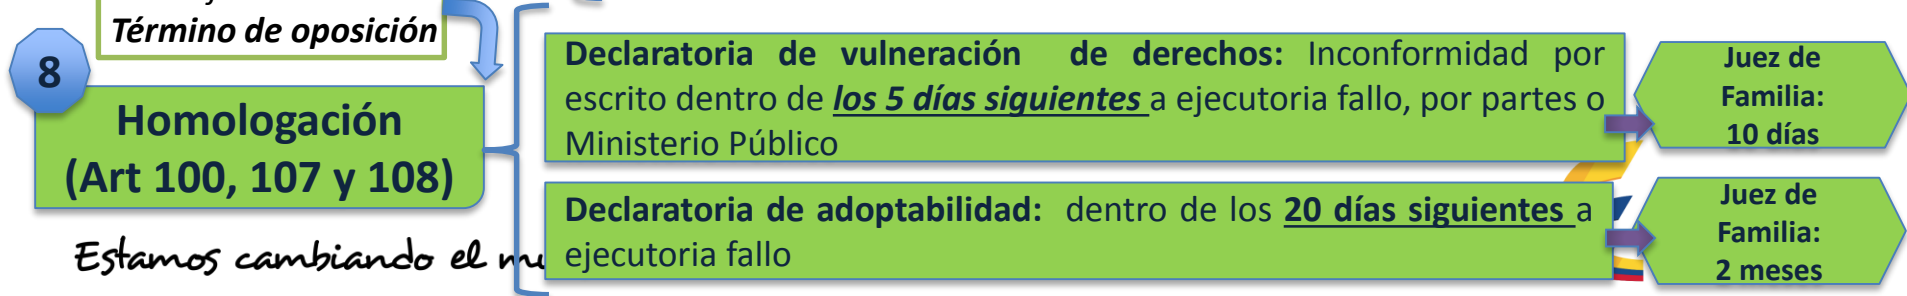 Término de oposición
8
Homologación
(Art 100, 107 y 108)
Declaratoria de vulneración de derechos: Inconformidad por
escrito dentro de los 5 días siguientes a ejecutoria fallo, por partes o
Ministerio Público
Juez de
Familia:
10 días
Declaratoria de adoptabilidad: dentro de los 20 días siguientes a
ejecutoria fallo
Juez de
Familia:
2 meses
Estamos cambiando el